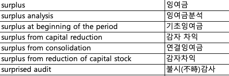 surplus 잉여금
surplus analysis 잉여금분석
surplus at beginning of the period 기초잉여금
surplus from capital reduction 감자 차익
surplus from consolidation 연결잉여금
surplus from reduction of capital stock 감자차익
surprised audit 불시(不時)감사